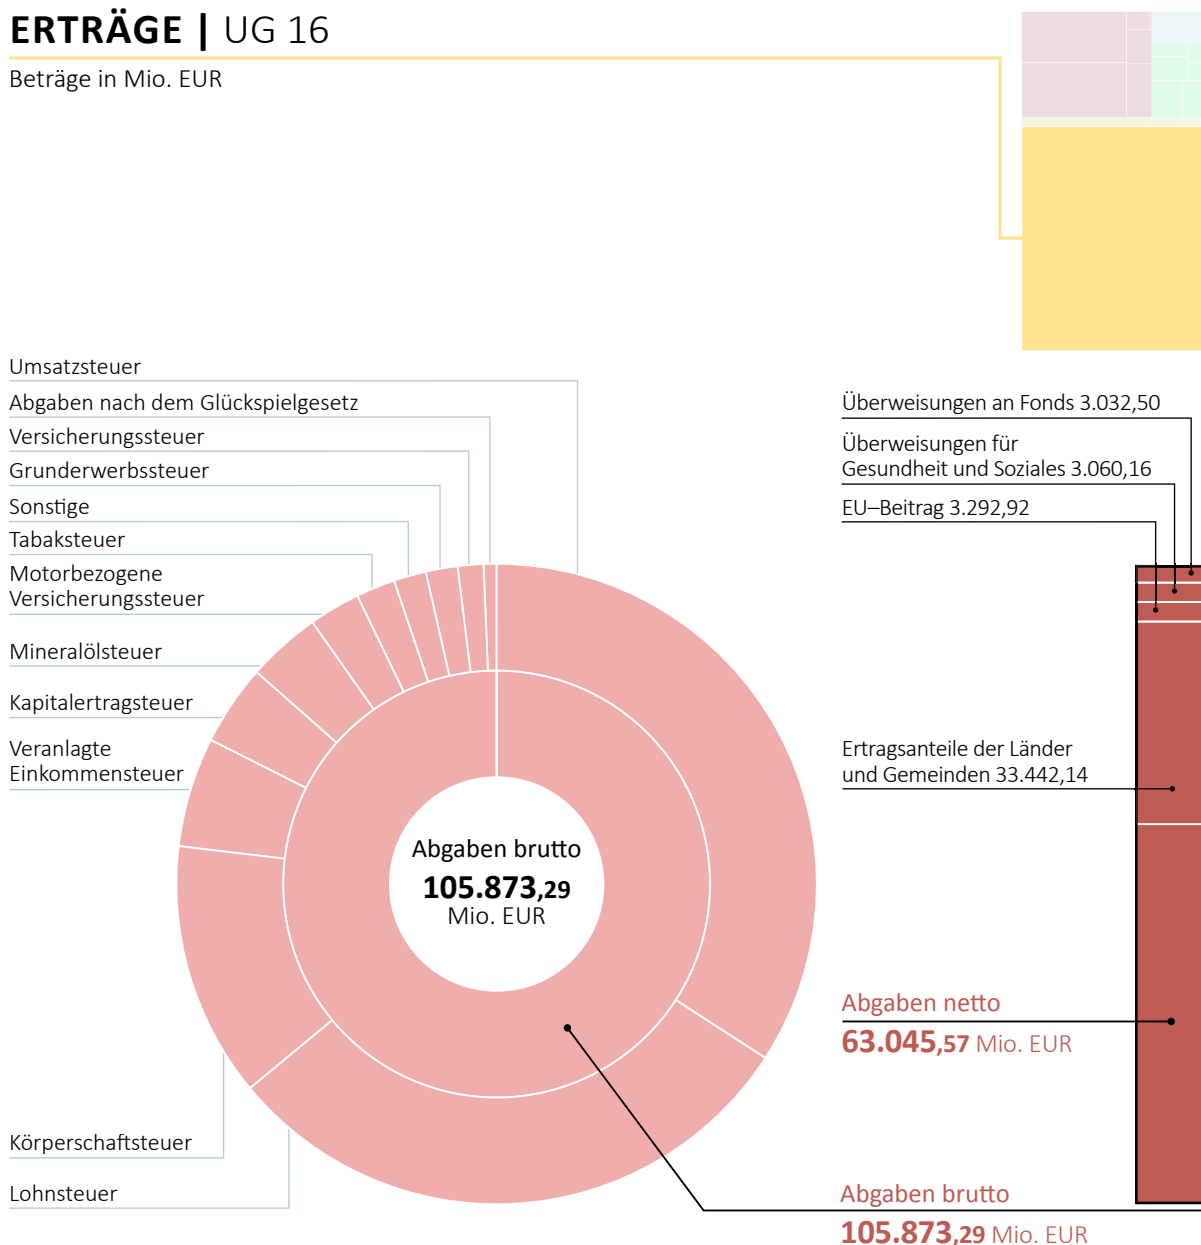 ERTRÄGE | UG 16
Beträge in Mio. EUR
Umsatzsteuer
Abgaben nach dem Glückspielgesetz
Versicherungssteuer
Grunderwerbssteuer
Sonstige
Tabaksteuer
Motorbezogene
Versicherungssteuer
Mineralölsteuer
Kapitalertragsteuer
Veranlagte
Einkommensteuer
Körperschaftsteuer
Lohnsteuer
Abgaben brutto
105.873,29
Mio. EUR
Überweisungen an Fonds 3.032,50
Überweisungen für
Gesundheit und Soziales 3.060,16
EU–Beitrag 3.292,92
Ertragsanteile der Länder
und Gemeinden 33.442,14
Abgaben netto
63.045,57 Mio. EUR
Abgaben brutto
105.873,29 Mio. EUR